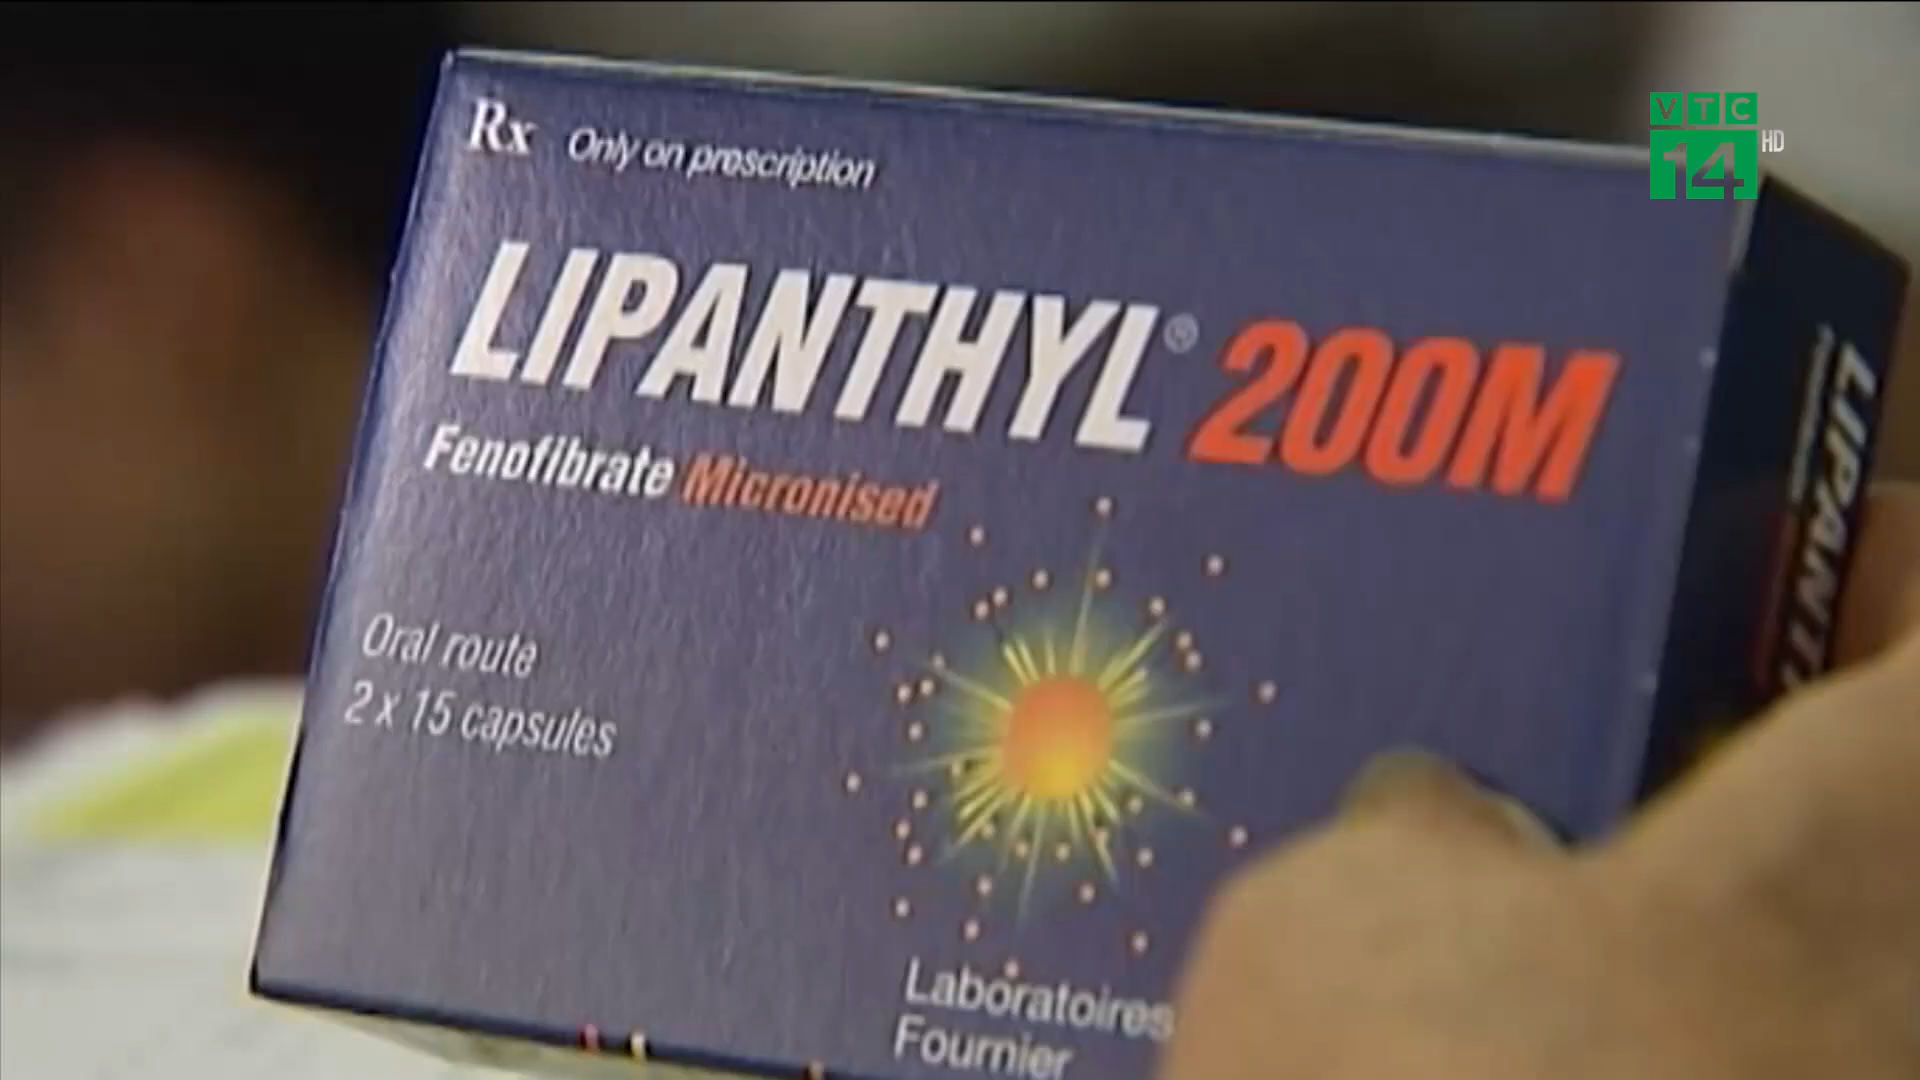 VTC
14 HD
Rx Only on prescription
LIPANTHYL® 200M
Fenofibrate Micronised
Oral route
2 x 15 capsules
Laboratoires
Fournier